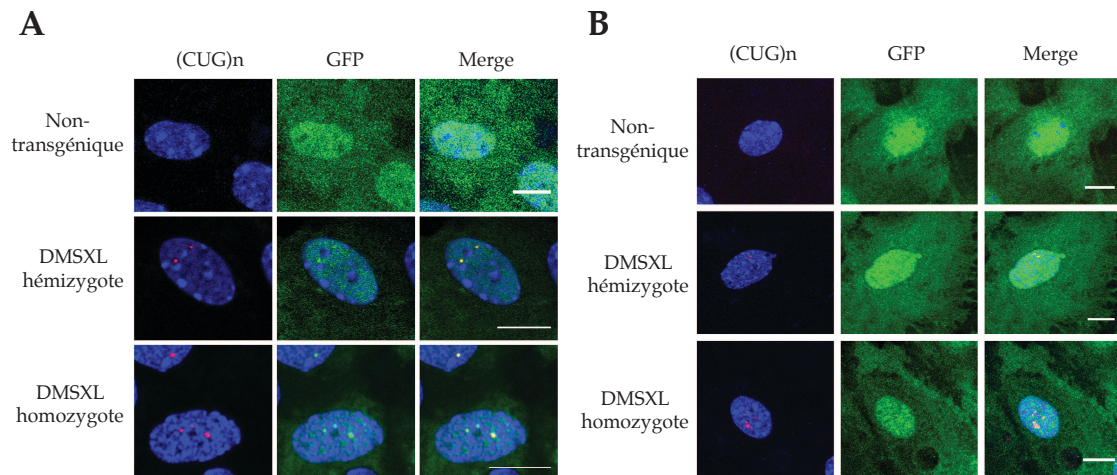 A
(CUG)n GFP Merge
Non-
transgénique
DMSXL
hémizygote
DMSXL
homozygote
B
(CUG)n GFP Merge
Non-
transgénique
DMSXL
hémizygote
DMSXL
homozygote